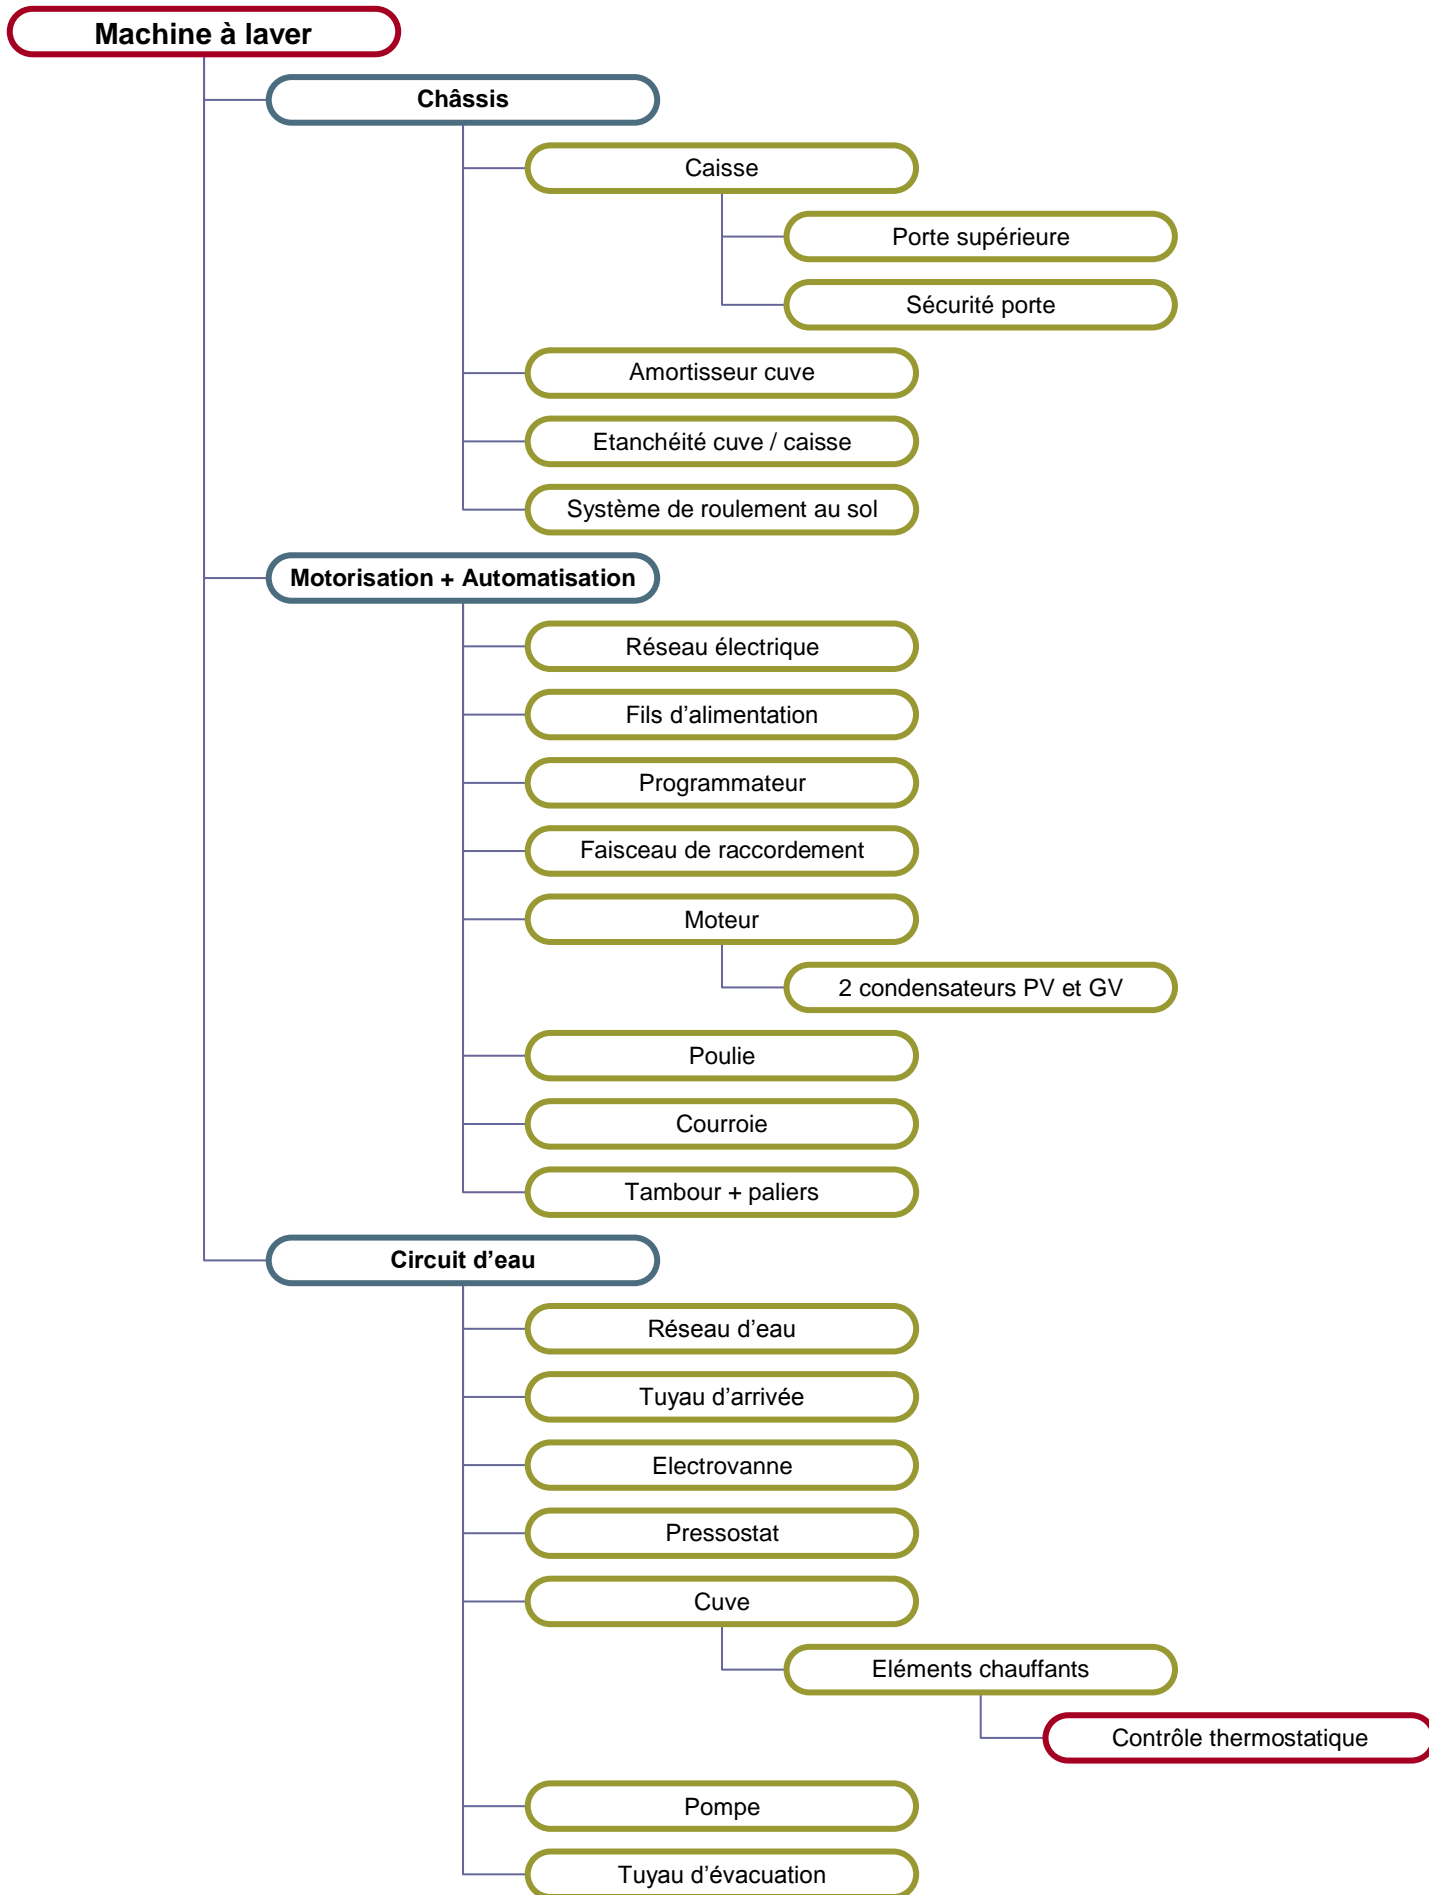 Machine à laver
Châssis
Caisse
Porte supérieure
Sécurité porte
Amortisseur cuve
Etanchéité cuve / caisse
Système de roulement au sol
Motorisation + Automatisation
Réseau électrique
Fils d’alimentation
Programmateur
Faisceau de raccordement
Moteur
2 condensateurs PV et GV
Poulie
Courroie
Tambour + paliers
Circuit d’eau
Réseau d’eau
Tuyau d’arrivée
Electrovanne
Pressostat
Cuve
Eléments chauffants
Contrôle thermostatique
Pompe
Tuyau d’évacuation